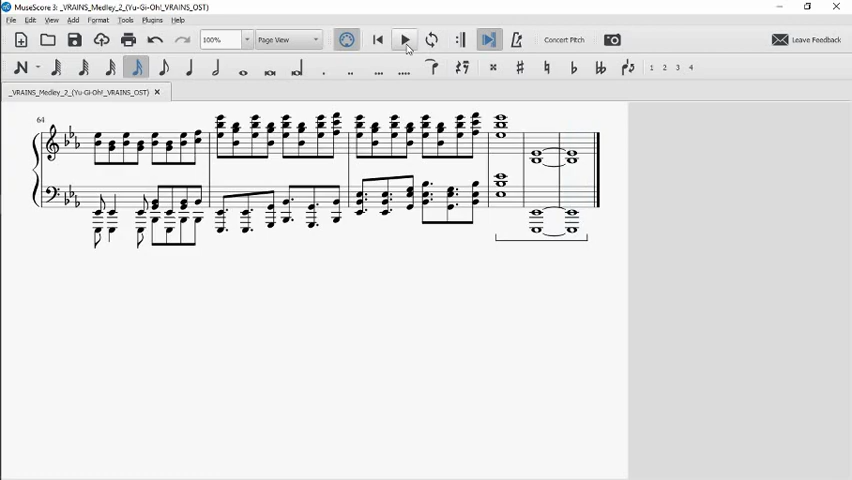 MuseScore 3: _VRAINS_Medley_2_(Yu-Gi-Oh!_VRAINS_OST)
File Edit View Add Format Tools Plugins Help
100% Page View Concert Pitch Leave Feedback
N 1 2 3 4
_VRAINS_Medley_2_(Yu-Gi-Oh!_VRAINS_OST)
64